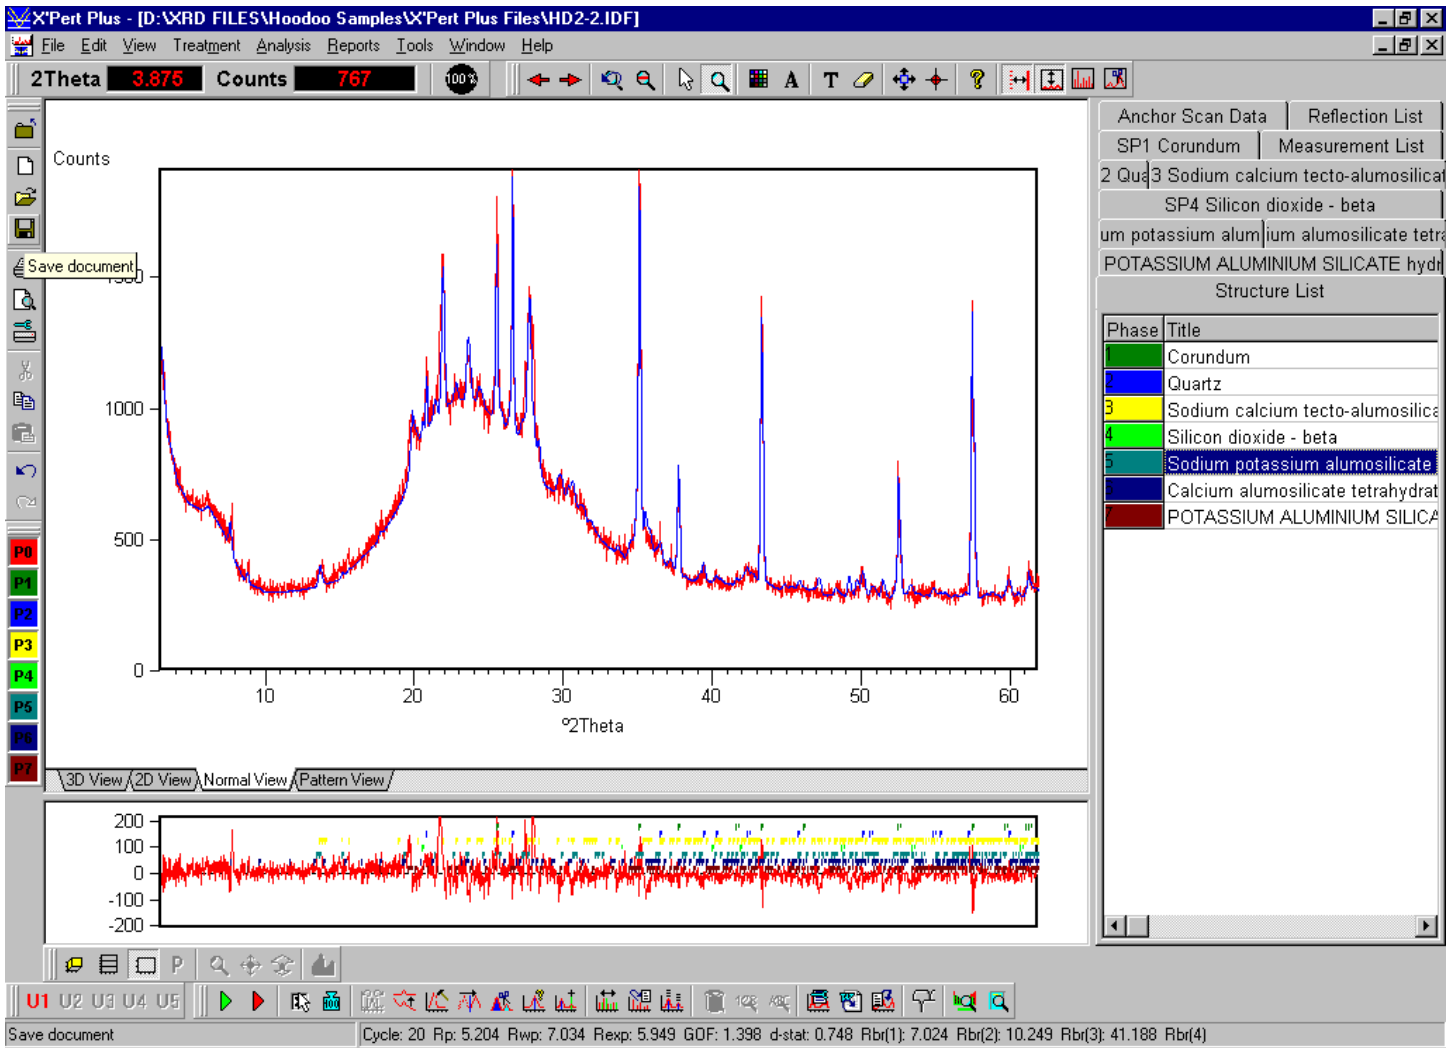 X'Pert Plus - [D:\XRD FILES\Hoodoo Samples\X'Pert Plus Files\HD2-2.IDF]
File Edit View Treatment Analysis Reports Tools Window Help
2Theta 3.875 Counts 767 100% A T ?
Anchor Scan Data Reflection List
SP1 Corundum Measurement List
2 Qua 3 Sodium calcium tecto-alumosilicat
SP4 Silicon dioxide - beta
um potassium alum ium alumosilicate tetra
POTASSIUM ALUMINIUM SILICATE hydr
Structure List
Phase Title
1 Corundum
2 Quartz
3 Sodium calcium tecto-alumosilica
4 Silicon dioxide - beta
5 Sodium potassium alumosilicate
6 Calcium alumosilicate tetrahydrat
7 POTASSIUM ALUMINIUM SILICA
Counts
Save document
1000
500
0
10 20 30 40 50 60
°2Theta
P0
P1
P2
P3
P4
P5
P6
P7
3D View 2D View Normal View Pattern View
200
100
0
-100
-200
P
U1 U2 U3 U4 U5
Save document
Cycle: 20 Rp: 5.204 Rwp: 7.034 Rexp: 5.949 GOF: 1.398 d-stat: 0.748 Rbr(1): 7.024 Rbr(2): 10.249 Rbr(3): 41.188 Rbr(4)